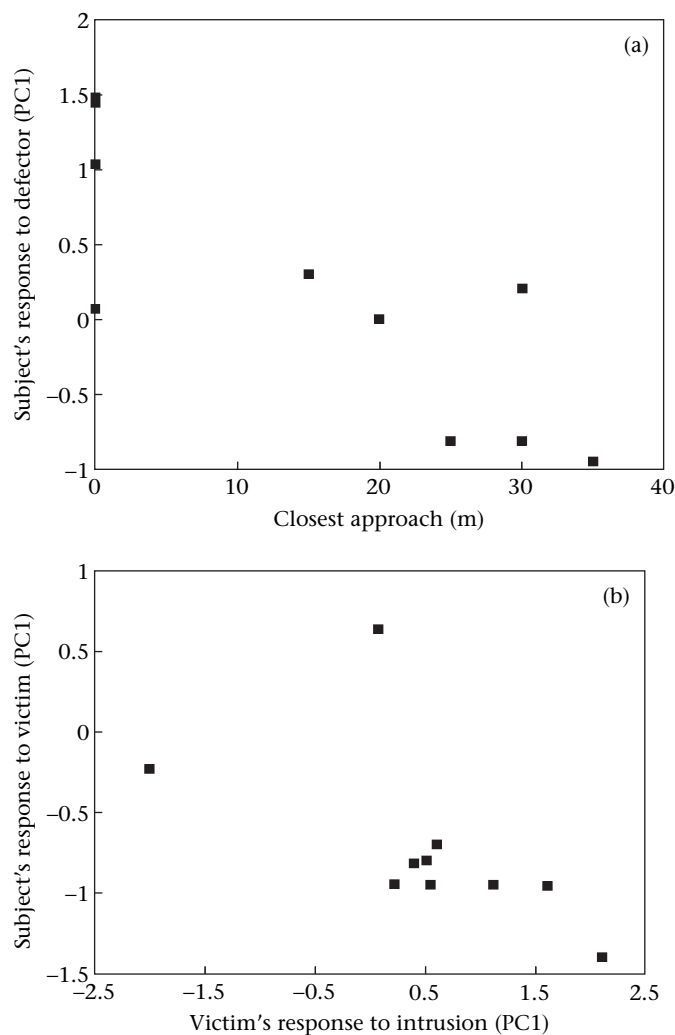 2
(a)
1.5
1
0.5
0
–0.5
–1
0 10 20 30 40
Subject's response to defector (PC1)
Closest approach (m)
1
(b)
0.5
0
–0.5
–1
–1.5
–2.5 –1.5 –0.5 0.5 1.5 2.5
Subject's response to victim (PC1)
Victim's response to intrusion (PC1)